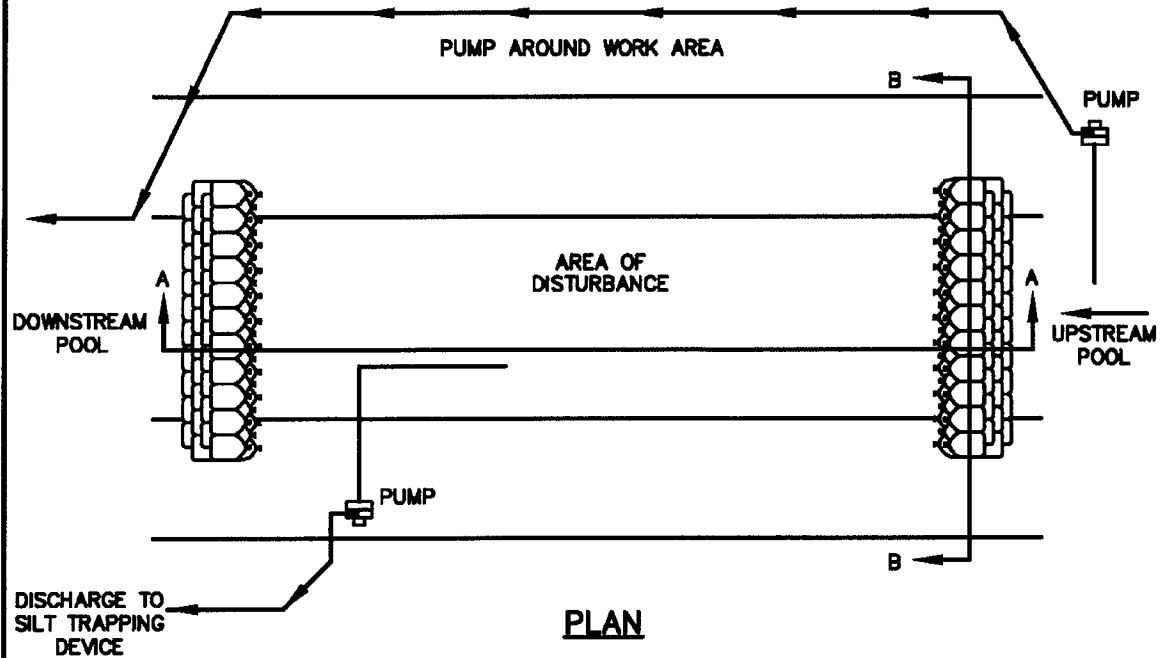 PUMP AROUND WORK AREA
B
PUMP
AREA OF
DISTURBANCE
A
A
DOWNSTREAM
POOL
UPSTREAM
POOL
PUMP
B
DISCHARGE TO
SILT TRAPPING
DEVICE
PLAN